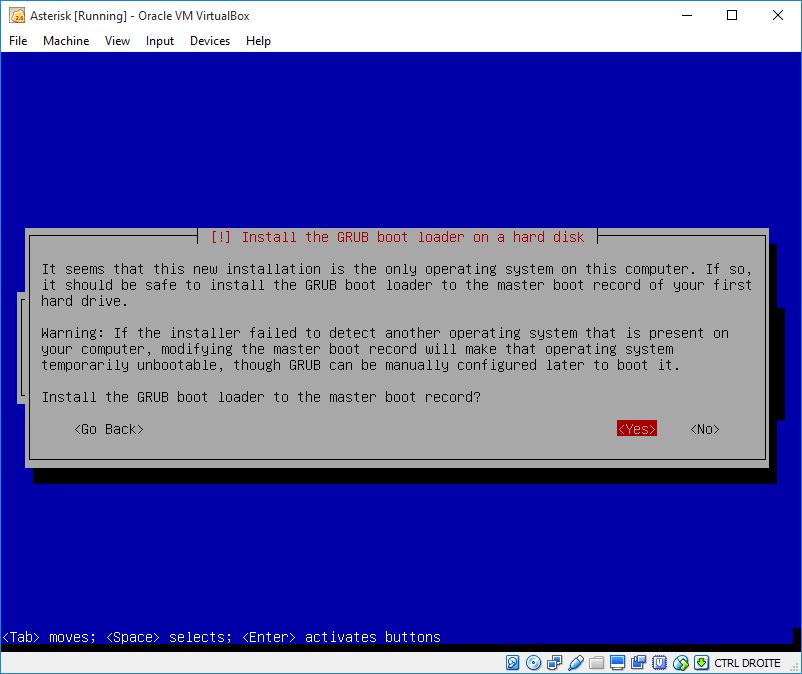 Asterisk [Running] - Oracle VM VirtualBox
File Machine View Input Devices Help
[!] Install the GRUB boot loader on a hard disk
It seems that this new installation is the only operating system on this computer. If so,
it should be safe to install the GRUB boot loader to the master boot record of your first
hard drive.
Warning: If the installer failed to detect another operating system that is present on
your computer, modifying the master boot record will make that operating system
temporarily unbootable, though GRUB can be manually configured later to boot it.
Install the GRUB boot loader to the master boot record?
<Go Back> <Yes> <No>
<Tab> moves; <Space> selects; <Enter> activates buttons
CTRL DROITE